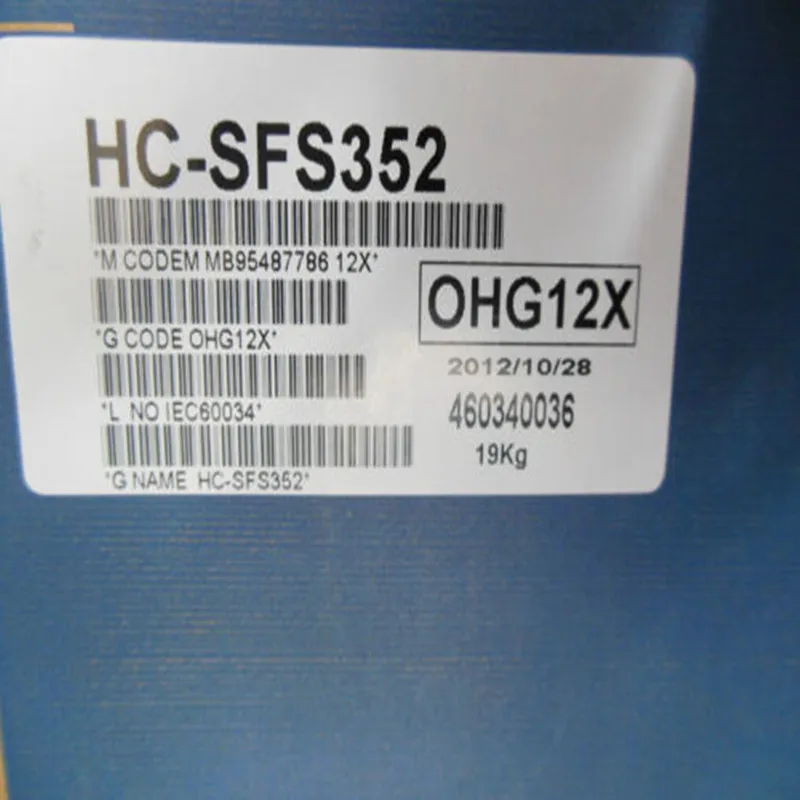 HC-SFS352
*M CODEM MB95487786 12X*
*G CODE OHG12X*
*L NO IEC60034*
*G NAME HC-SFS352*
OHG12X
2012/10/28
460340036
19Kg